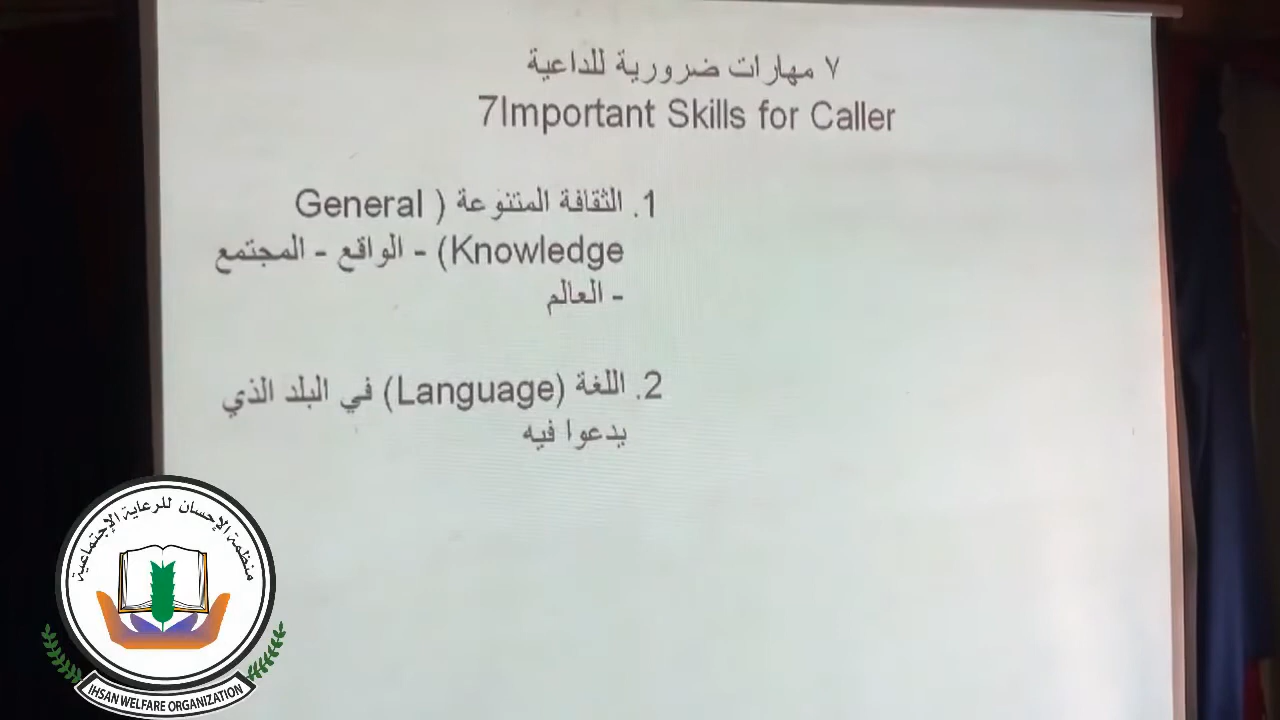 ٧ مهارات ضرورية للداعية
7Important Skills for Caller
1. الثقافة المتنوعة ( General
Knowledge) - الواقع - المجتمع
- العالم
2. اللغة (Language) في البلد الذي
يدعوا فيه
منظمة الإحسان للرعاية الإجتماعية
IHSAN WELFARE ORGANIZATION